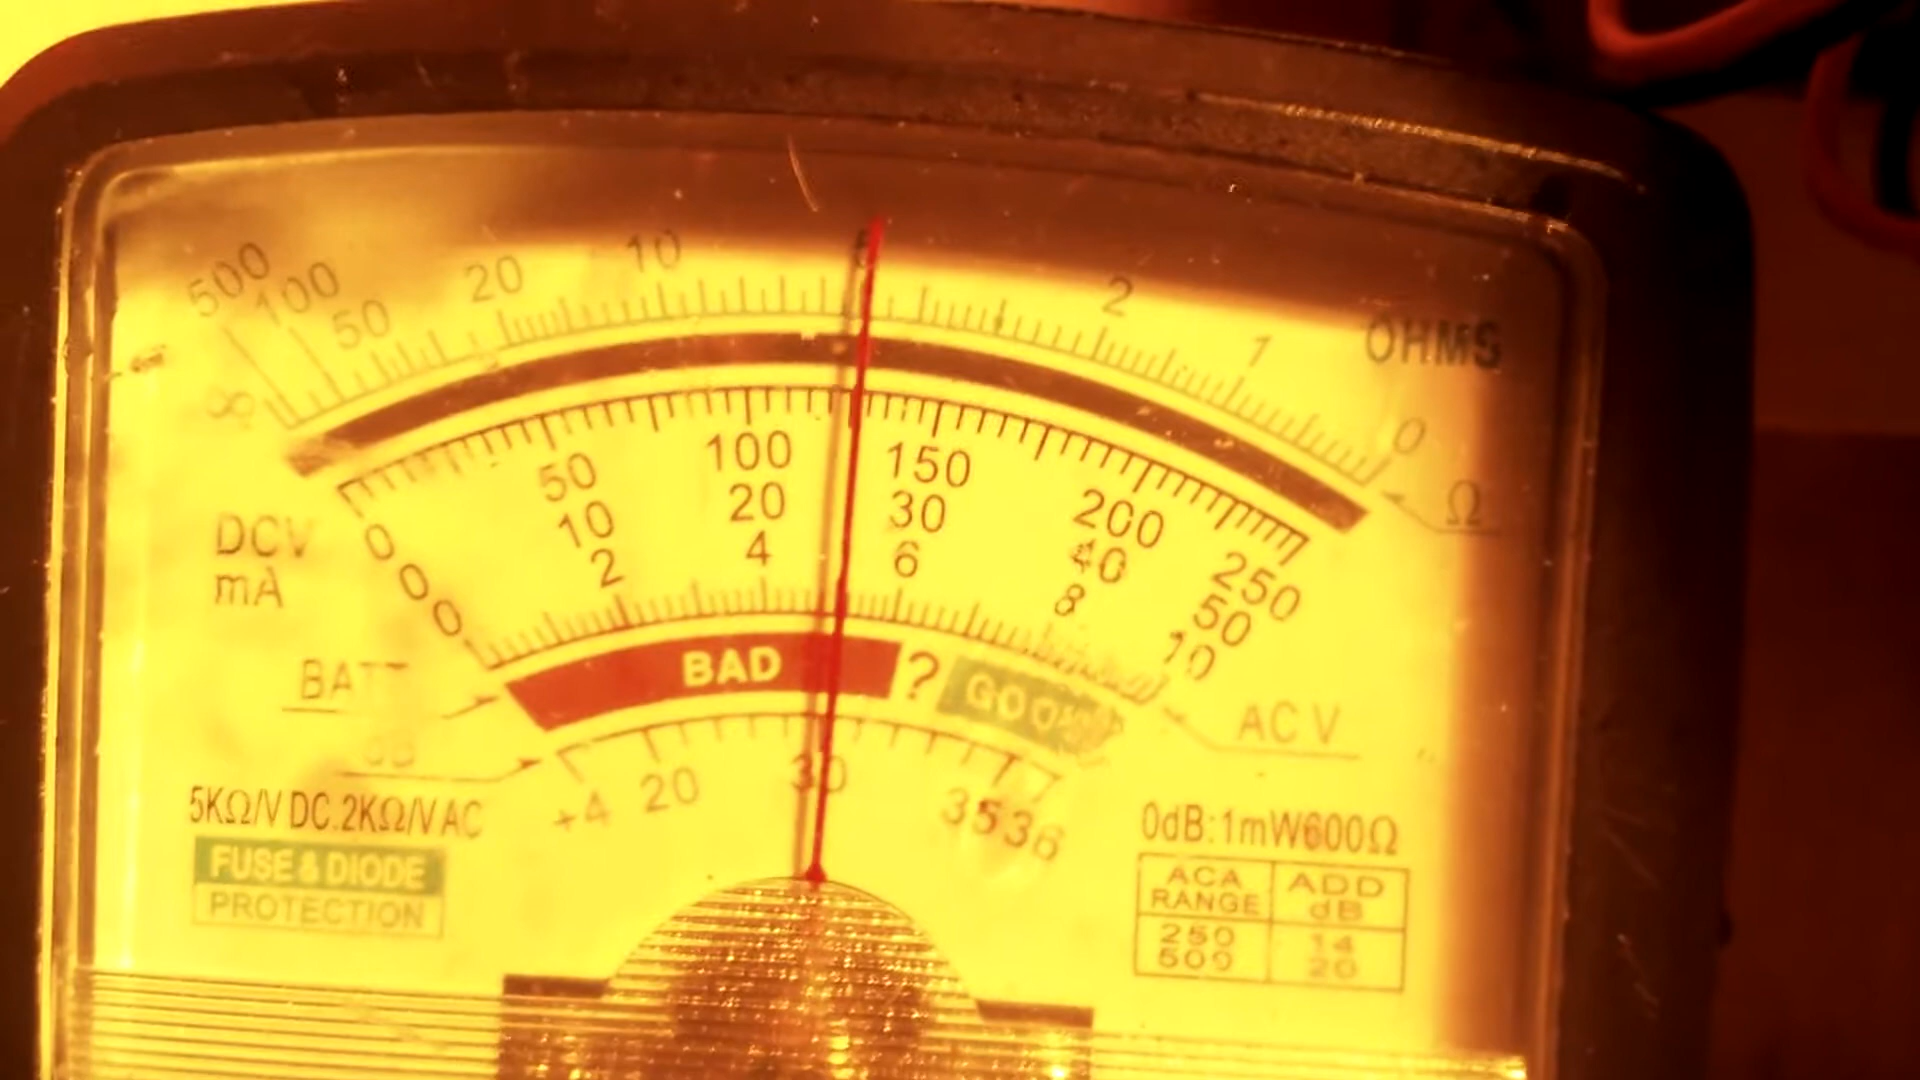 500 100 50 20 10 5 2 1 0
∞
OHMS
Ω
0 50 100 150 200 250
0 10 20 30 40 50
0 2 4 6 8 10
DCV
mA
BATT
BAD ? GOOD
AC V
+4 20 30 35 36
5KΩ/V DC.2KΩ/V AC
FUSE & DIODE
PROTECTION
0dB:1mW600Ω
ACA RANGE ADD dB
250 14
500 20